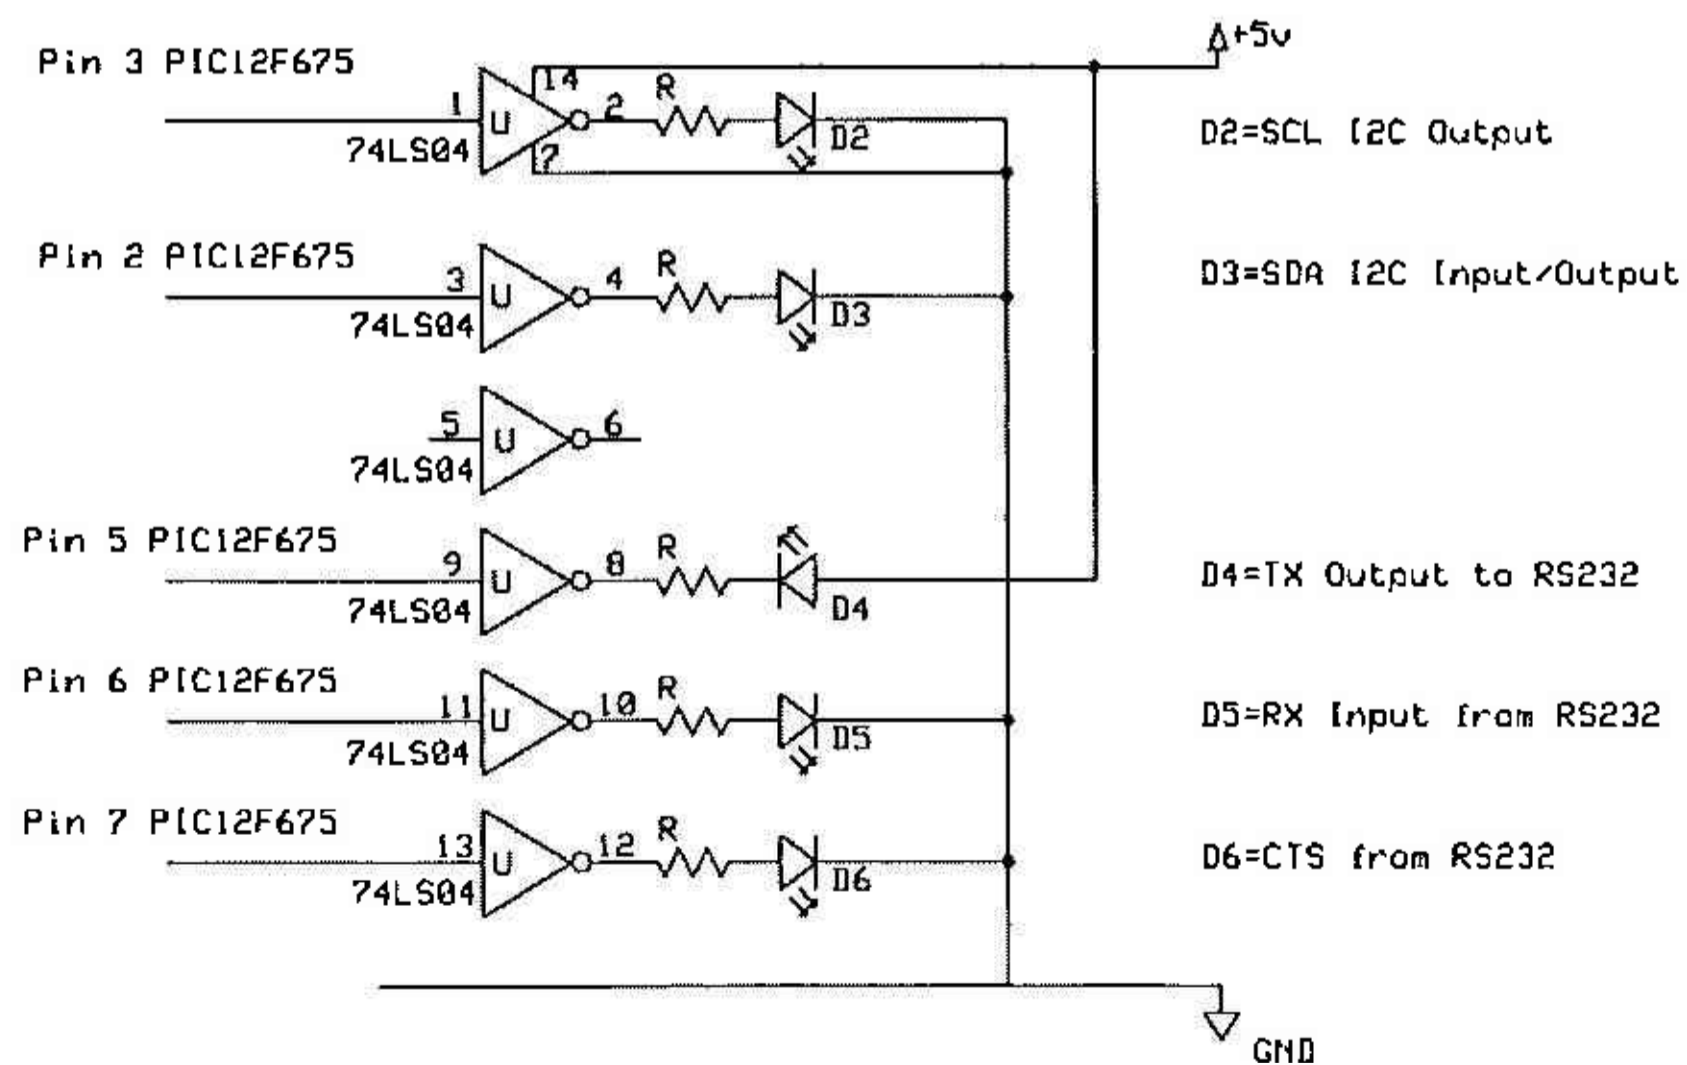 +5v
Pin 3 PIC12F675
14
R
1
U
2
D2
D2=SCL I2C Output
74LS04
7
Pin 2 PIC12F675
R
3
U
4
D3
D3=SDA I2C Input/Output
74LS04
5
U
6
74LS04
Pin 5 PIC12F675
R
9
U
8
D4
D4=TX Output to RS232
74LS04
Pin 6 PIC12F675
R
11
U
10
D5
D5=RX Input from RS232
74LS04
Pin 7 PIC12F675
R
13
U
12
D6
D6=CTS from RS232
74LS04
GND